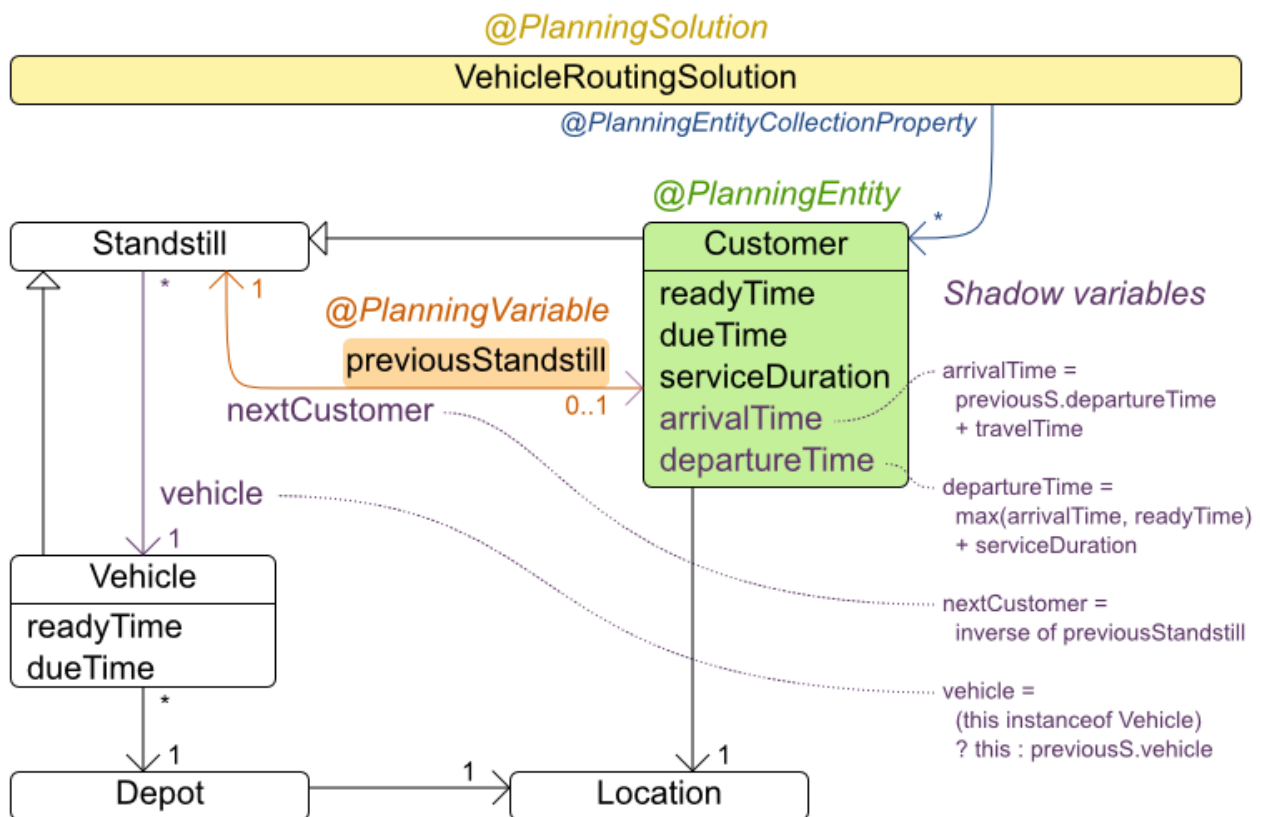 @PlanningSolution
VehicleRoutingSolution
@PlanningEntityCollectionProperty
@PlanningEntity
*
Standstill
Customer
* 1
readyTime
Shadow variables
@PlanningVariable
dueTime
previousStandstill
serviceDuration
arrivalTime =
previousS.departureTime
+ travelTime
nextCustomer
0..1
arrivalTime
departureTime
departureTime =
max(arrivalTime, readyTime)
+ serviceDuration
vehicle
1
Vehicle
readyTime
dueTime
nextCustomer =
inverse of previousStandstill
vehicle =
(this instanceof Vehicle)
? this : previousS.vehicle
*
1
1
1
Depot
Location